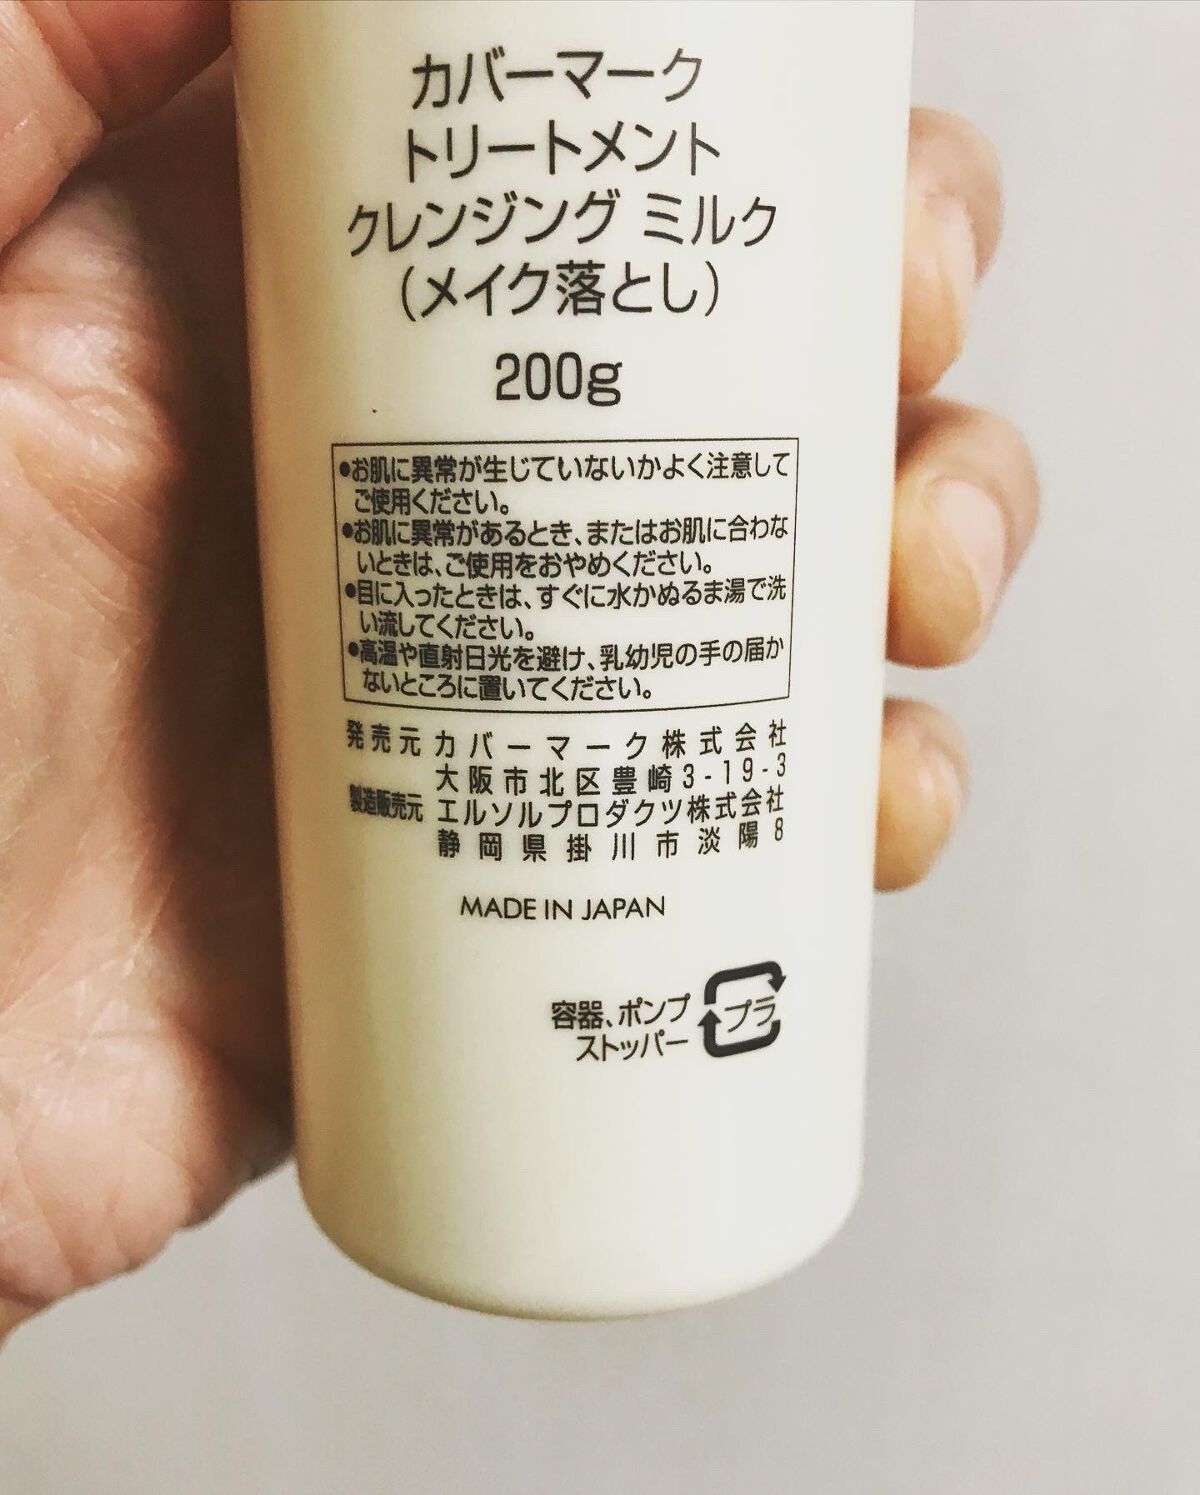 カバーマーク
トリートメント
クレンジング ミルク
(メイク落とし)
200g
●お肌に異常が生じていないかよく注意して
ご使用ください。
●お肌に異常があるとき、またはお肌に合わな
いときは、ご使用をおやめください。
●目に入ったときは、すぐに水かぬるま湯で洗
い流してください。
●高温や直射日光を避け、乳幼児の手の届か
ないところに置いてください。
発売元 カバーマーク株式会社
大阪市北区豊崎3-19-3
製造販売元 エルソルプロダクツ株式会社
静岡県掛川市淡陽8
MADE IN JAPAN
容器、ポンプ
ストッパー
プラ